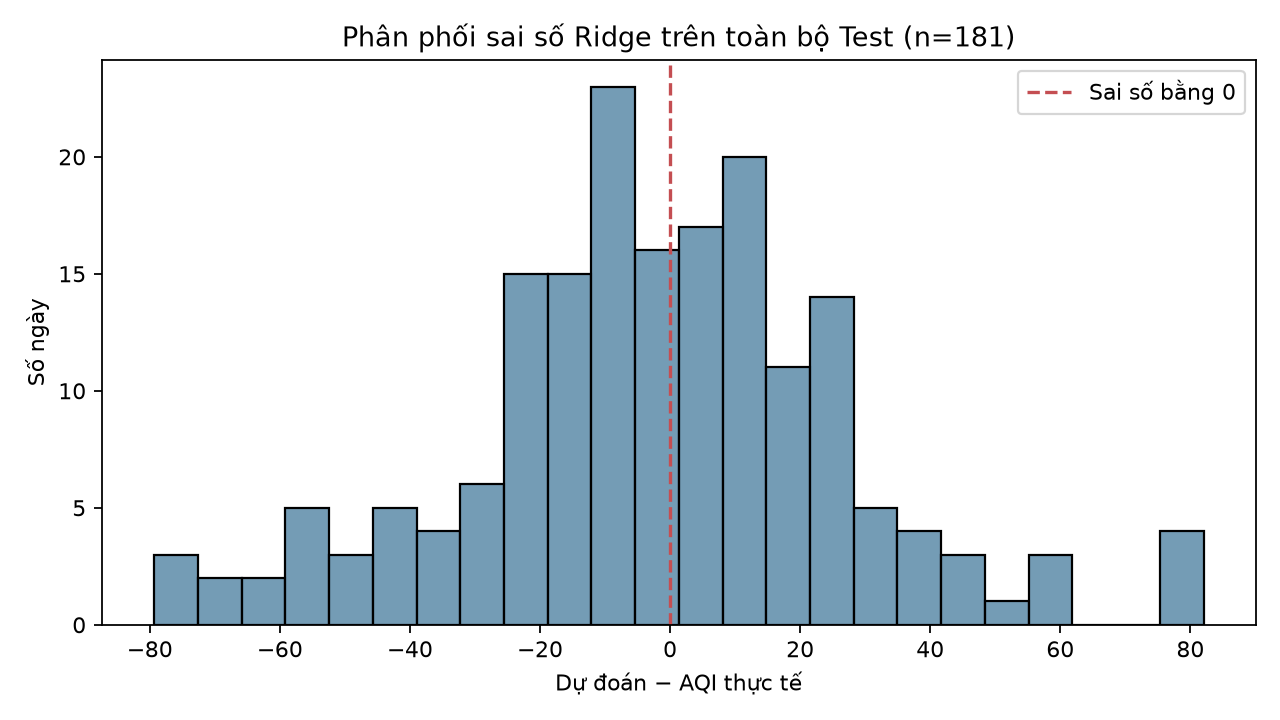 Phân phối sai số Ridge trên toàn bộ Test (n=181)
Sai số bằng 0
Số ngày
20
15
10
5
0
−80 −60 −40 −20 0 20 40 60 80
Dự đoán − AQI thực tế